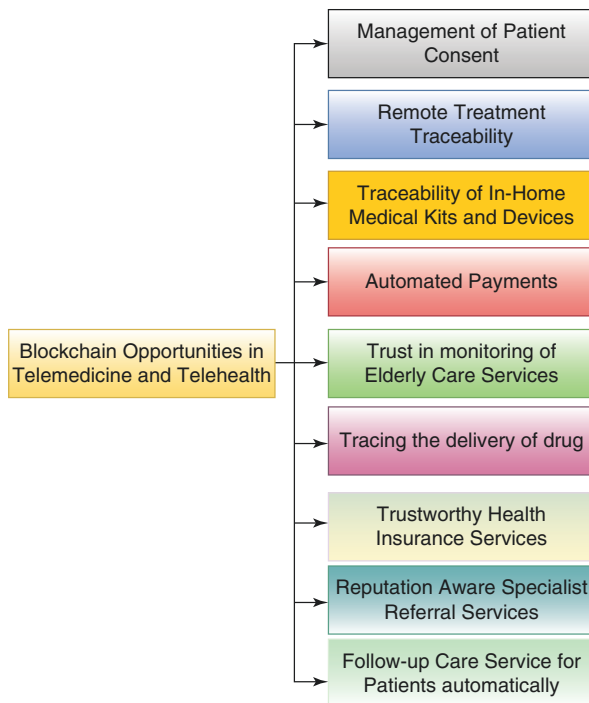 Management of Patient
Consent
Remote Treatment
Traceability
Traceability of In-Home
Medical Kits and Devices
Automated Payments
Blockchain Opportunities in
Telemedicine and Telehealth
Trust in monitoring of
Elderly Care Services
Tracing the delivery of drug
Trustworthy Health
Insurance Services
Reputation Aware Specialist
Referral Services
Follow-up Care Service for
Patients automatically